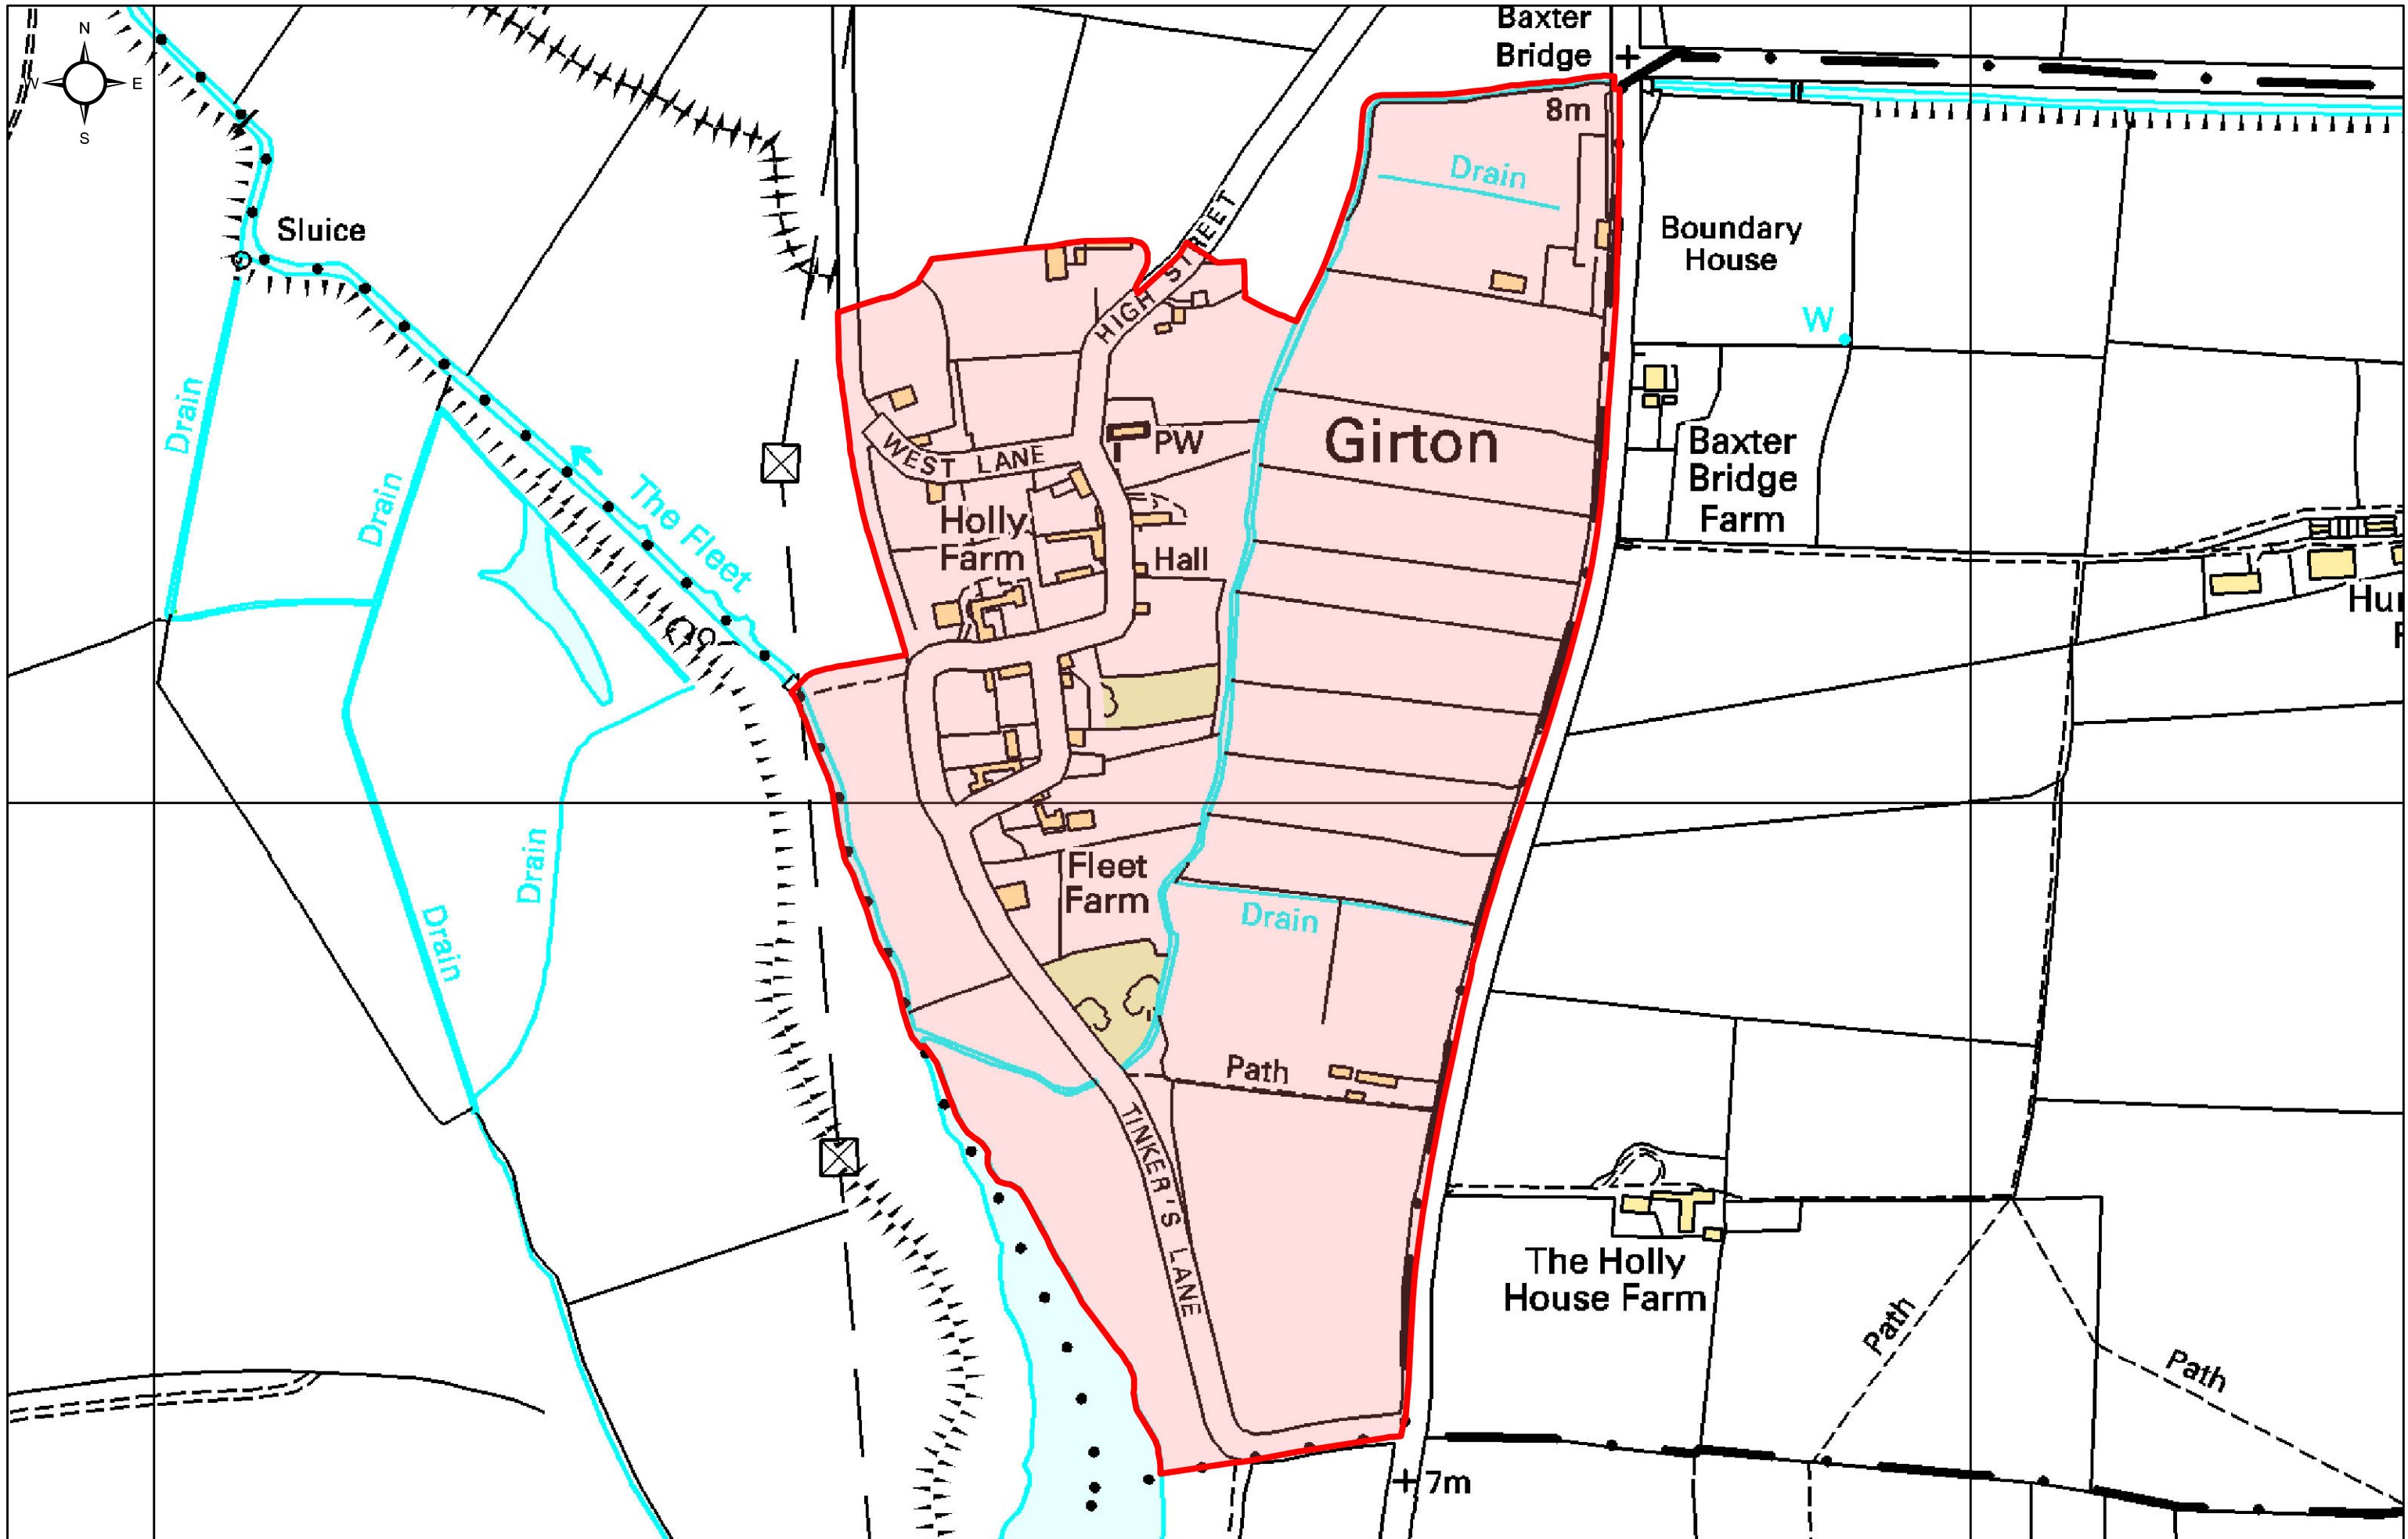 Baxter
Bridge
N
W
E
S
8m
Drain
HIGH STREET
Sluice
Boundary
House
W
Drain
Girton
WEST LANE
PW
Baxter
Bridge
Farm
Drain
The Fleet
Holly
Farm
Hall
Drain
Drain
Fleet
Farm
Drain
Path
TINKER'S LANE
The Holly
House Farm
Path
Path
7m